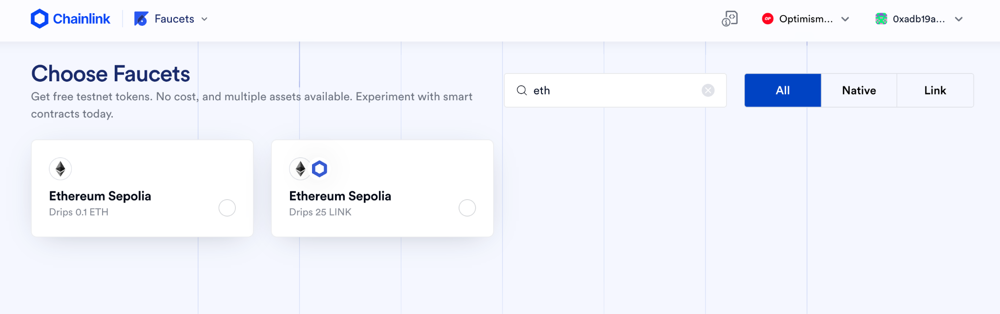 Chainlink
Faucets
OP
Optimism...
0xadb19a...
Choose Faucets
Get free testnet tokens. No cost, and multiple assets available. Experiment with smart
contracts today.
eth
All
Native
Link
Ethereum Sepolia
Drips 0.1 ETH
Ethereum Sepolia
Drips 25 LINK